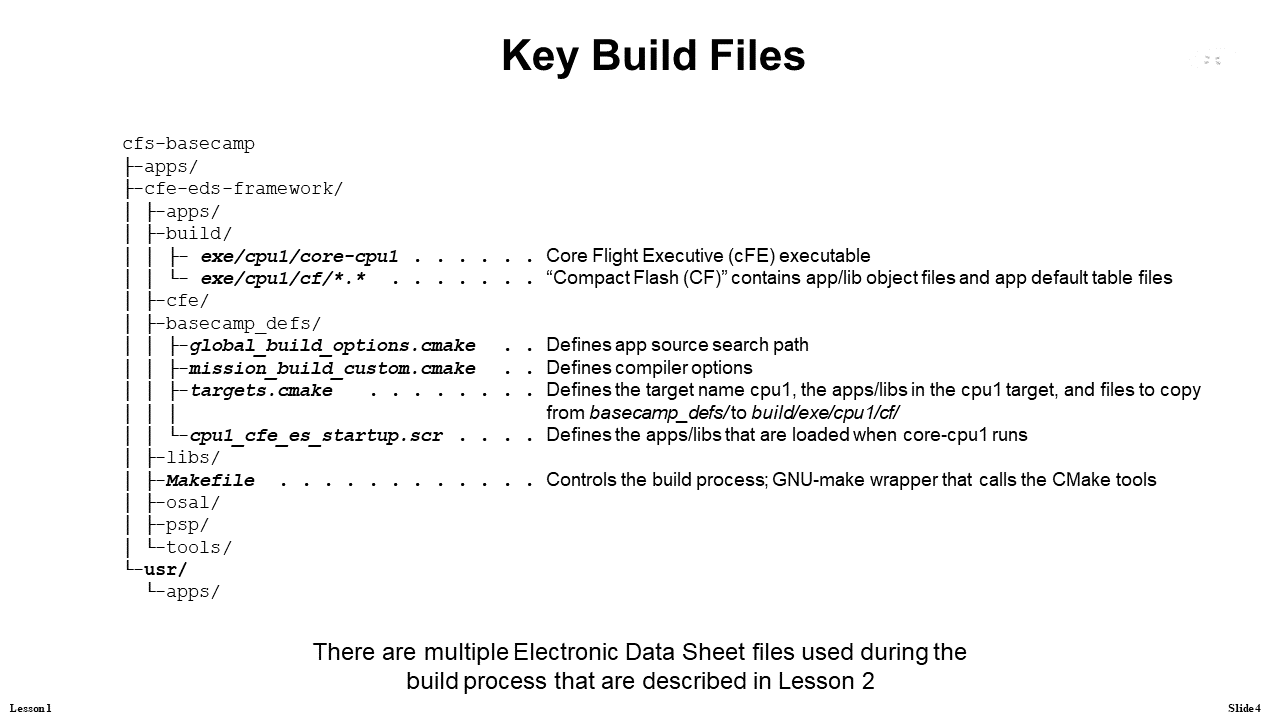 Key Build Files
cfs-basecamp
├-apps/
├-cfe-eds-framework/
│ ├-apps/
│ ├-build/
│ │ ├- exe/cpu1/core-cpu1 . . . . . . Core Flight Executive (cFE) executable
│ │ └- exe/cpu1/cf/*.* . . . . . . . “Compact Flash (CF)” contains app/lib object files and app default table files
│ ├-cfe/
│ ├-basecamp_defs/
│ │ ├-global_build_options.cmake . . Defines app source search path
│ │ ├-mission_build_custom.cmake . . Defines compiler options
│ │ ├-targets.cmake . . . . . . . . Defines the target name cpu1, the apps/libs in the cpu1 target, and files to copy
│ │ │ from basecamp_defs/ to build/exe/cpu1/cf/
│ │ └-cpu1_cfe_es_startup.scr . . . . Defines the apps/libs that are loaded when core-cpu1 runs
│ ├-libs/
│ ├-Makefile . . . . . . . . . . . . Controls the build process; GNU-make wrapper that calls the CMake tools
│ ├-osal/
│ ├-psp/
│ └-tools/
└-usr/
  └-apps/
There are multiple Electronic Data Sheet files used during the
build process that are described in Lesson 2
Lesson 1
Slide 4